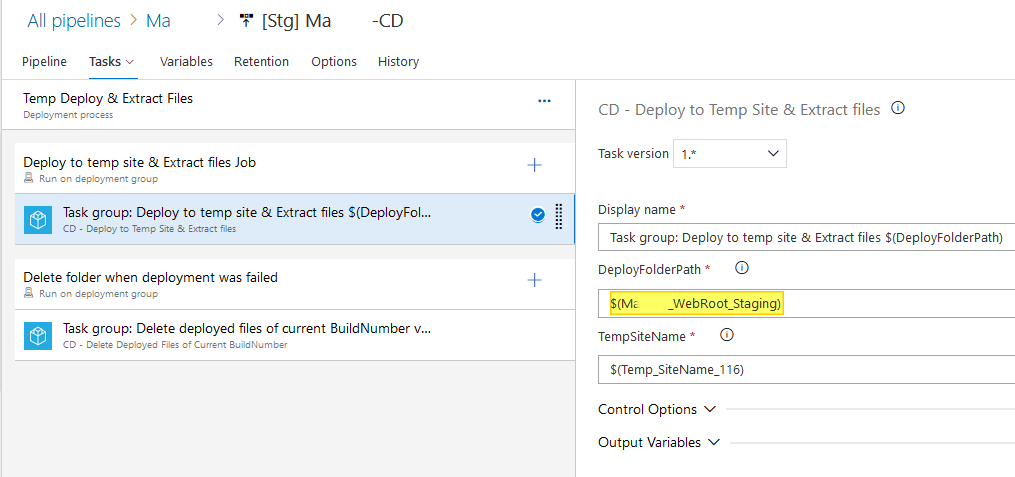 All pipelines > Ma > [Stg] Ma -CD
Pipeline Tasks Variables Retention Options History
Temp Deploy & Extract Files
Deployment process
...
Deploy to temp site & Extract files Job
Run on deployment group
Task group: Deploy to temp site & Extract files $(DeployFol...
CD - Deploy to Temp Site & Extract files
Delete folder when deployment was failed
Run on deployment group
Task group: Delete deployed files of current BuildNumber v...
CD - Delete Deployed Files of Current BuildNumber
CD - Deploy to Temp Site & Extract files
Task version 1.*
Display name *
Task group: Deploy to temp site & Extract files $(DeployFolderPath)
DeployFolderPath *
$(Ma _WebRoot_Staging)
TempSiteName *
$(Temp_SiteName_116)
Control Options
Output Variables